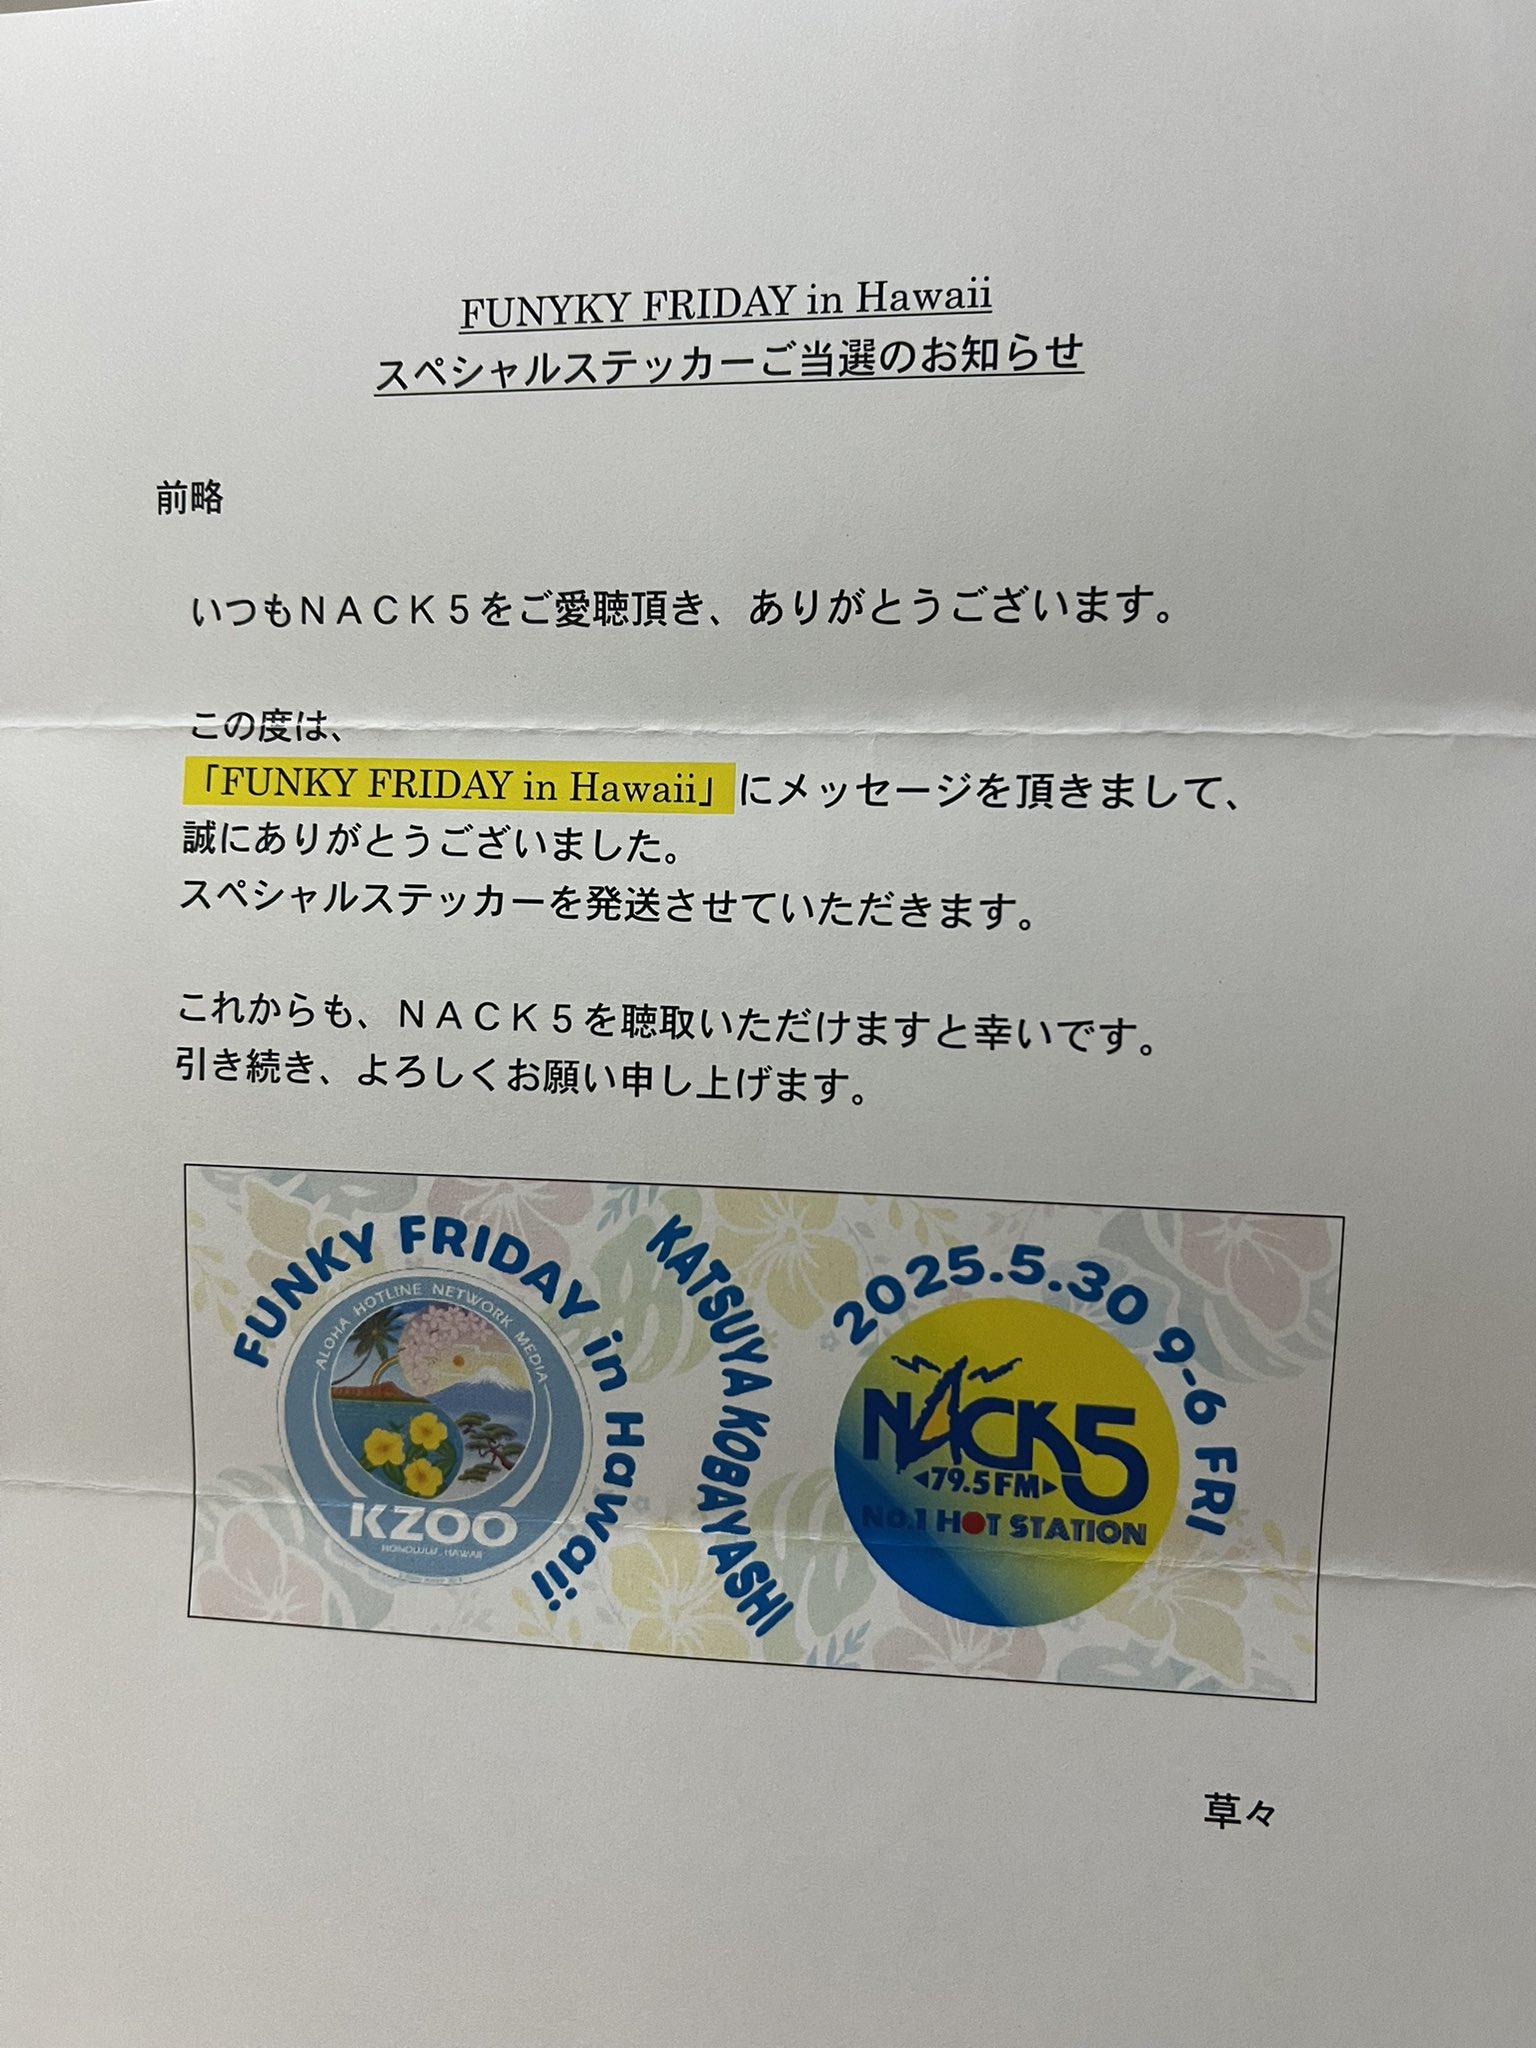 FUNYKY FRIDAY in Hawaii
スペシャルステッカーご当選のお知らせ
前略
いつもNACK5をご愛聴頂き、ありがとうございます。
この度は、
「FUNKY FRIDAY in Hawaii」にメッセージを頂きまして、
誠にありがとうございました。
スペシャルステッカーを発送させていただきます。
これからも、NACK5を聴取いただけますと幸いです。
引き続き、よろしくお願い申し上げます。
FUNKY FRIDAY in Hawaii
ALOHA HOTLINE NETWORK MEDIA
KZOO
HONOLULU, HAWAII
KATSUYA KOBAYASHI
2025.5.30 9-6 FRI
NACK5
79.5FM
NO.1 HOT STATION
草々